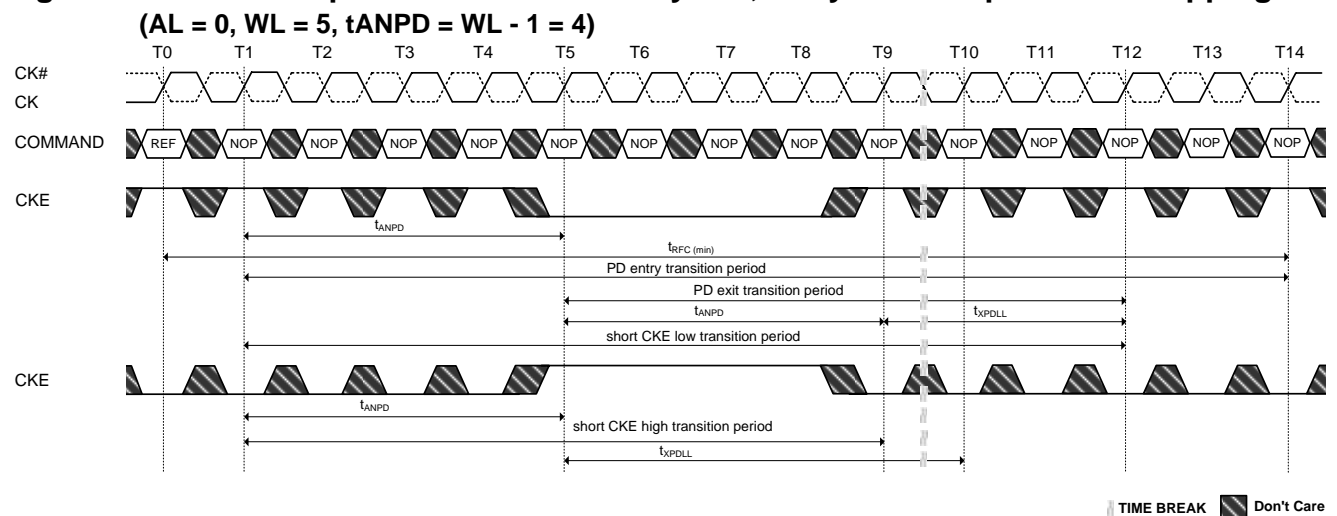 (AL = 0, WL = 5, tANPD = WL - 1 = 4)
T0 T1 T2 T3 T4 T5 T6 T7 T8 T9 T10 T11 T12 T13 T14
CK#
CK
COMMAND REF NOP NOP NOP NOP NOP NOP NOP NOP NOP NOP NOP NOP NOP NOP
CKE
tANPD
tRFC (min)
PD entry transition period
PD exit transition period
tANPD tXPDLL
short CKE low transition period
CKE
tANPD
short CKE high transition period
tXPDLL
TIME BREAK Don't Care